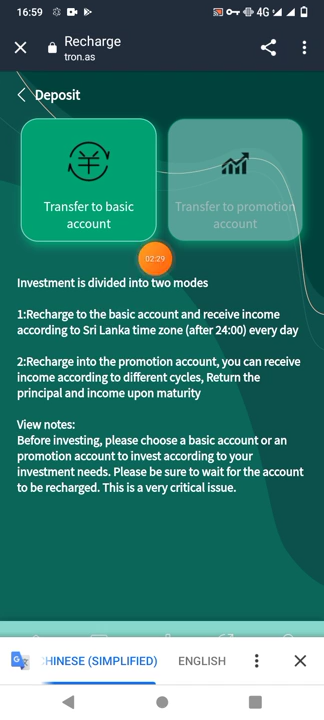 16:59
4G
Recharge
tron.as
Deposit
Transfer to basic
account
Transfer to promotion
account
02:29
Investment is divided into two modes
1:Recharge to the basic account and receive income
according to Sri Lanka time zone (after 24:00) every day
2:Recharge into the promotion account, you can receive
income according to different cycles, Return the
principal and income upon maturity
View notes:
Before investing, please choose a basic account or an
promotion account to invest according to your
investment needs. Please be sure to wait for the account
to be recharged. This is a very critical issue.
CHINESE (SIMPLIFIED) ENGLISH